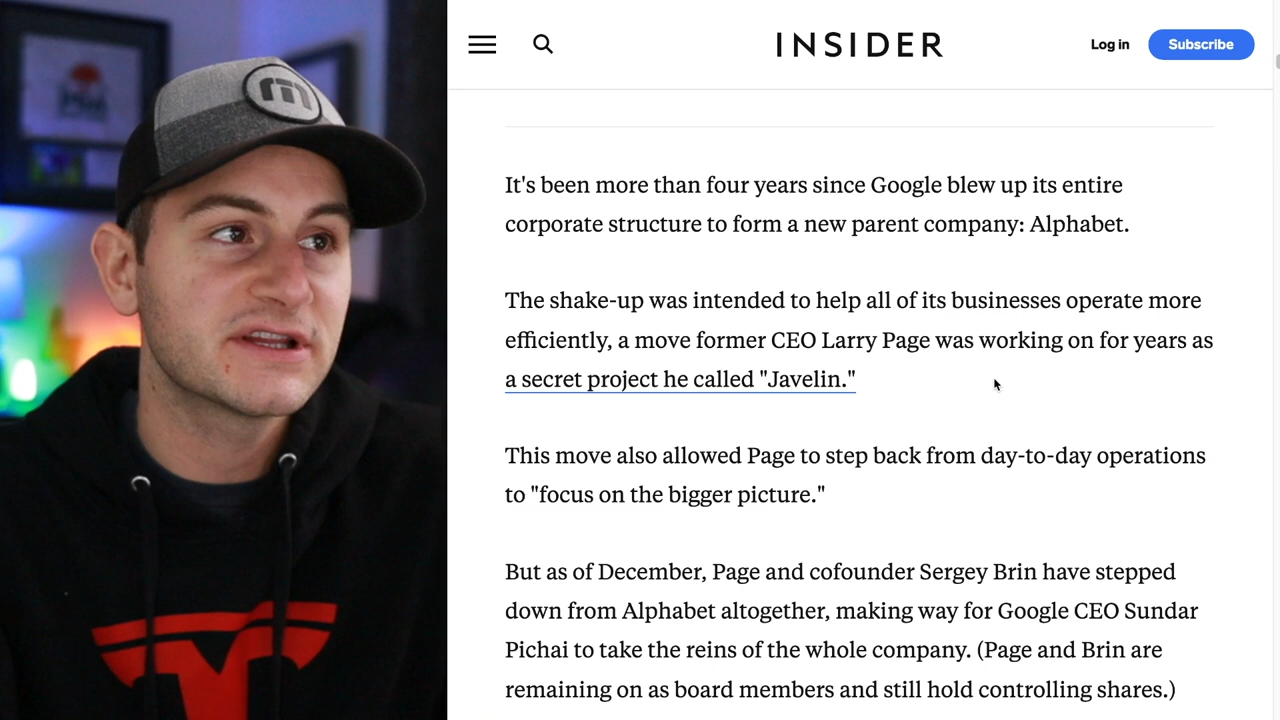 INSIDER
Log in
Subscribe
It's been more than four years since Google blew up its entire
corporate structure to form a new parent company: Alphabet.
The shake-up was intended to help all of its businesses operate more
efficiently, a move former CEO Larry Page was working on for years as
a secret project he called "Javelin."
This move also allowed Page to step back from day-to-day operations
to "focus on the bigger picture."
But as of December, Page and cofounder Sergey Brin have stepped
down from Alphabet altogether, making way for Google CEO Sundar
Pichai to take the reins of the whole company. (Page and Brin are
remaining on as board members and still hold controlling shares.)